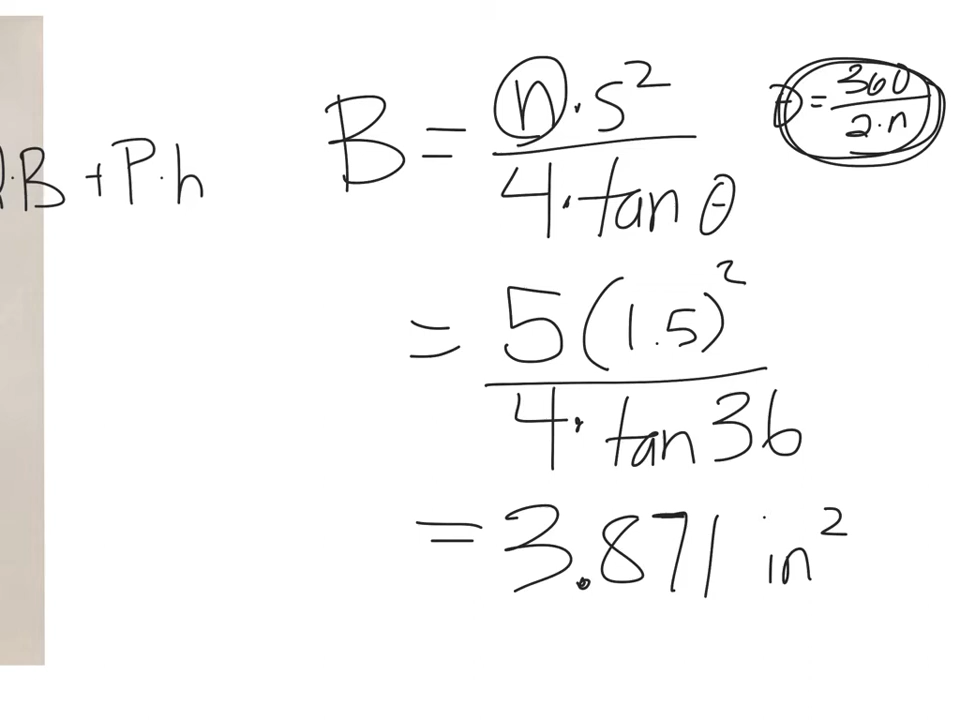 ·B + P·h
B = n·s² / 4·tan θ
θ = 360 / 2·n
= 5(1.5)² / 4·tan 36
= 3.871 in²